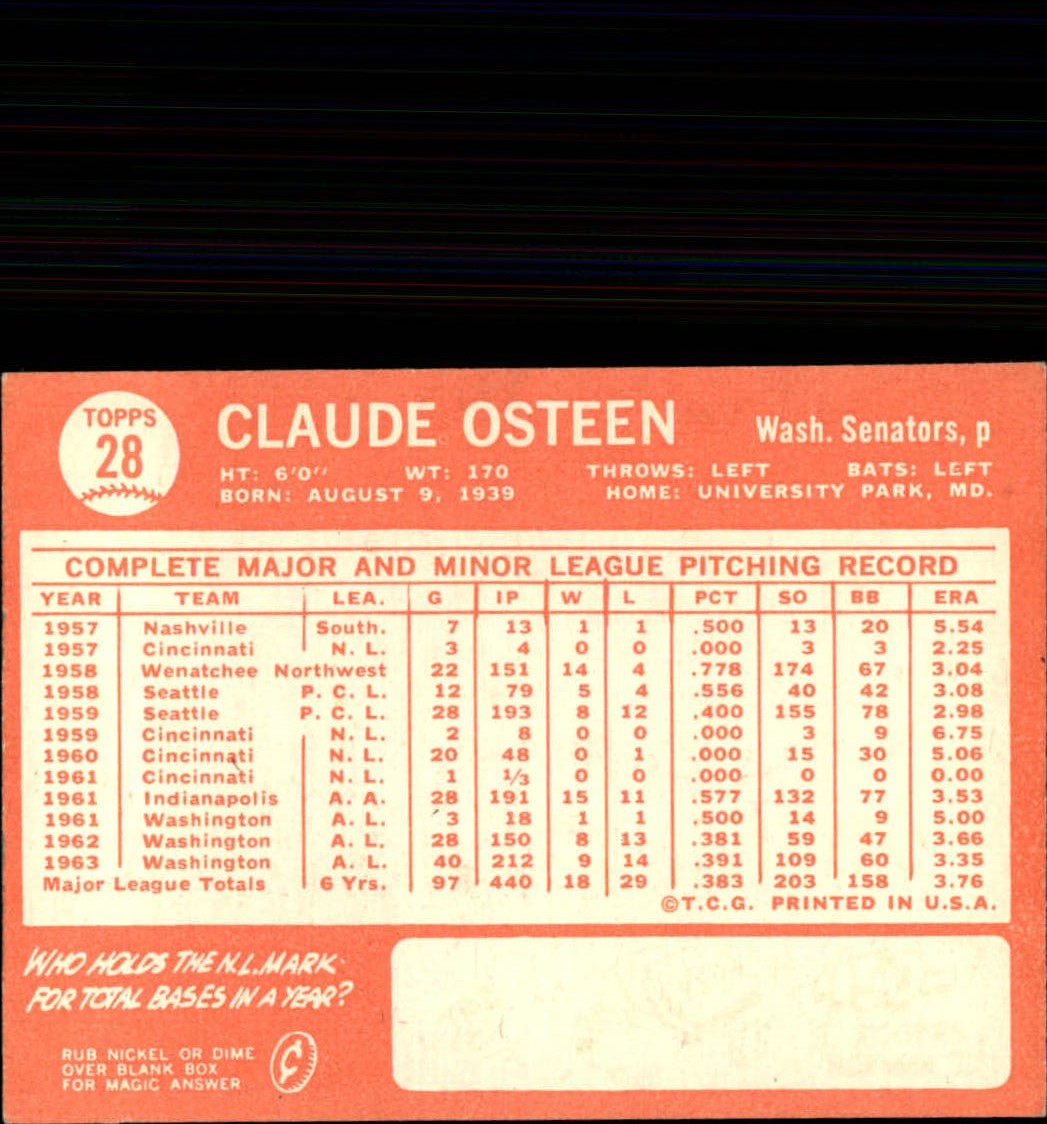 TOPPS
28
CLAUDE OSTEEN
Wash. Senators, p
HT: 6'0" WT: 170 THROWS: LEFT BATS: LEFT
BORN: AUGUST 9, 1939 HOME: UNIVERSITY PARK, MD.
COMPLETE MAJOR AND MINOR LEAGUE PITCHING RECORD
YEAR TEAM LEA. G IP W L PCT SO BB ERA
1957 Nashville South. 7 13 1 1 .500 13 20 5.54
1957 Cincinnati N. L. 3 4 0 0 .000 3 3 2.25
1958 Wenatchee Northwest 22 151 14 4 .778 174 67 3.04
1958 Seattle P. C. L. 12 79 5 4 .556 40 42 3.08
1959 Seattle P. C. L. 28 193 8 12 .400 155 78 2.98
1959 Cincinnati N. L. 2 8 0 0 .000 3 9 6.75
1960 Cincinnati N. L. 20 48 0 1 .000 15 30 5.06
1961 Cincinnati N. L. 1 1/3 0 0 .000 0 0 0.00
1961 Indianapolis A. A. 28 191 15 11 .577 132 77 3.53
1961 Washington A. L. 3 18 1 1 .500 14 9 5.00
1962 Washington A. L. 28 150 8 13 .381 59 47 3.66
1963 Washington A. L. 40 212 9 14 .391 109 60 3.35
Major League Totals 6 Yrs. 97 440 18 29 .383 203 158 3.76
©T.C.G. PRINTED IN U.S.A.
WHO HOLDS THE N.L. MARK
FOR TOTAL BASES IN A YEAR?
RUB NICKEL OR DIME
OVER BLANK BOX
FOR MAGIC ANSWER
¢